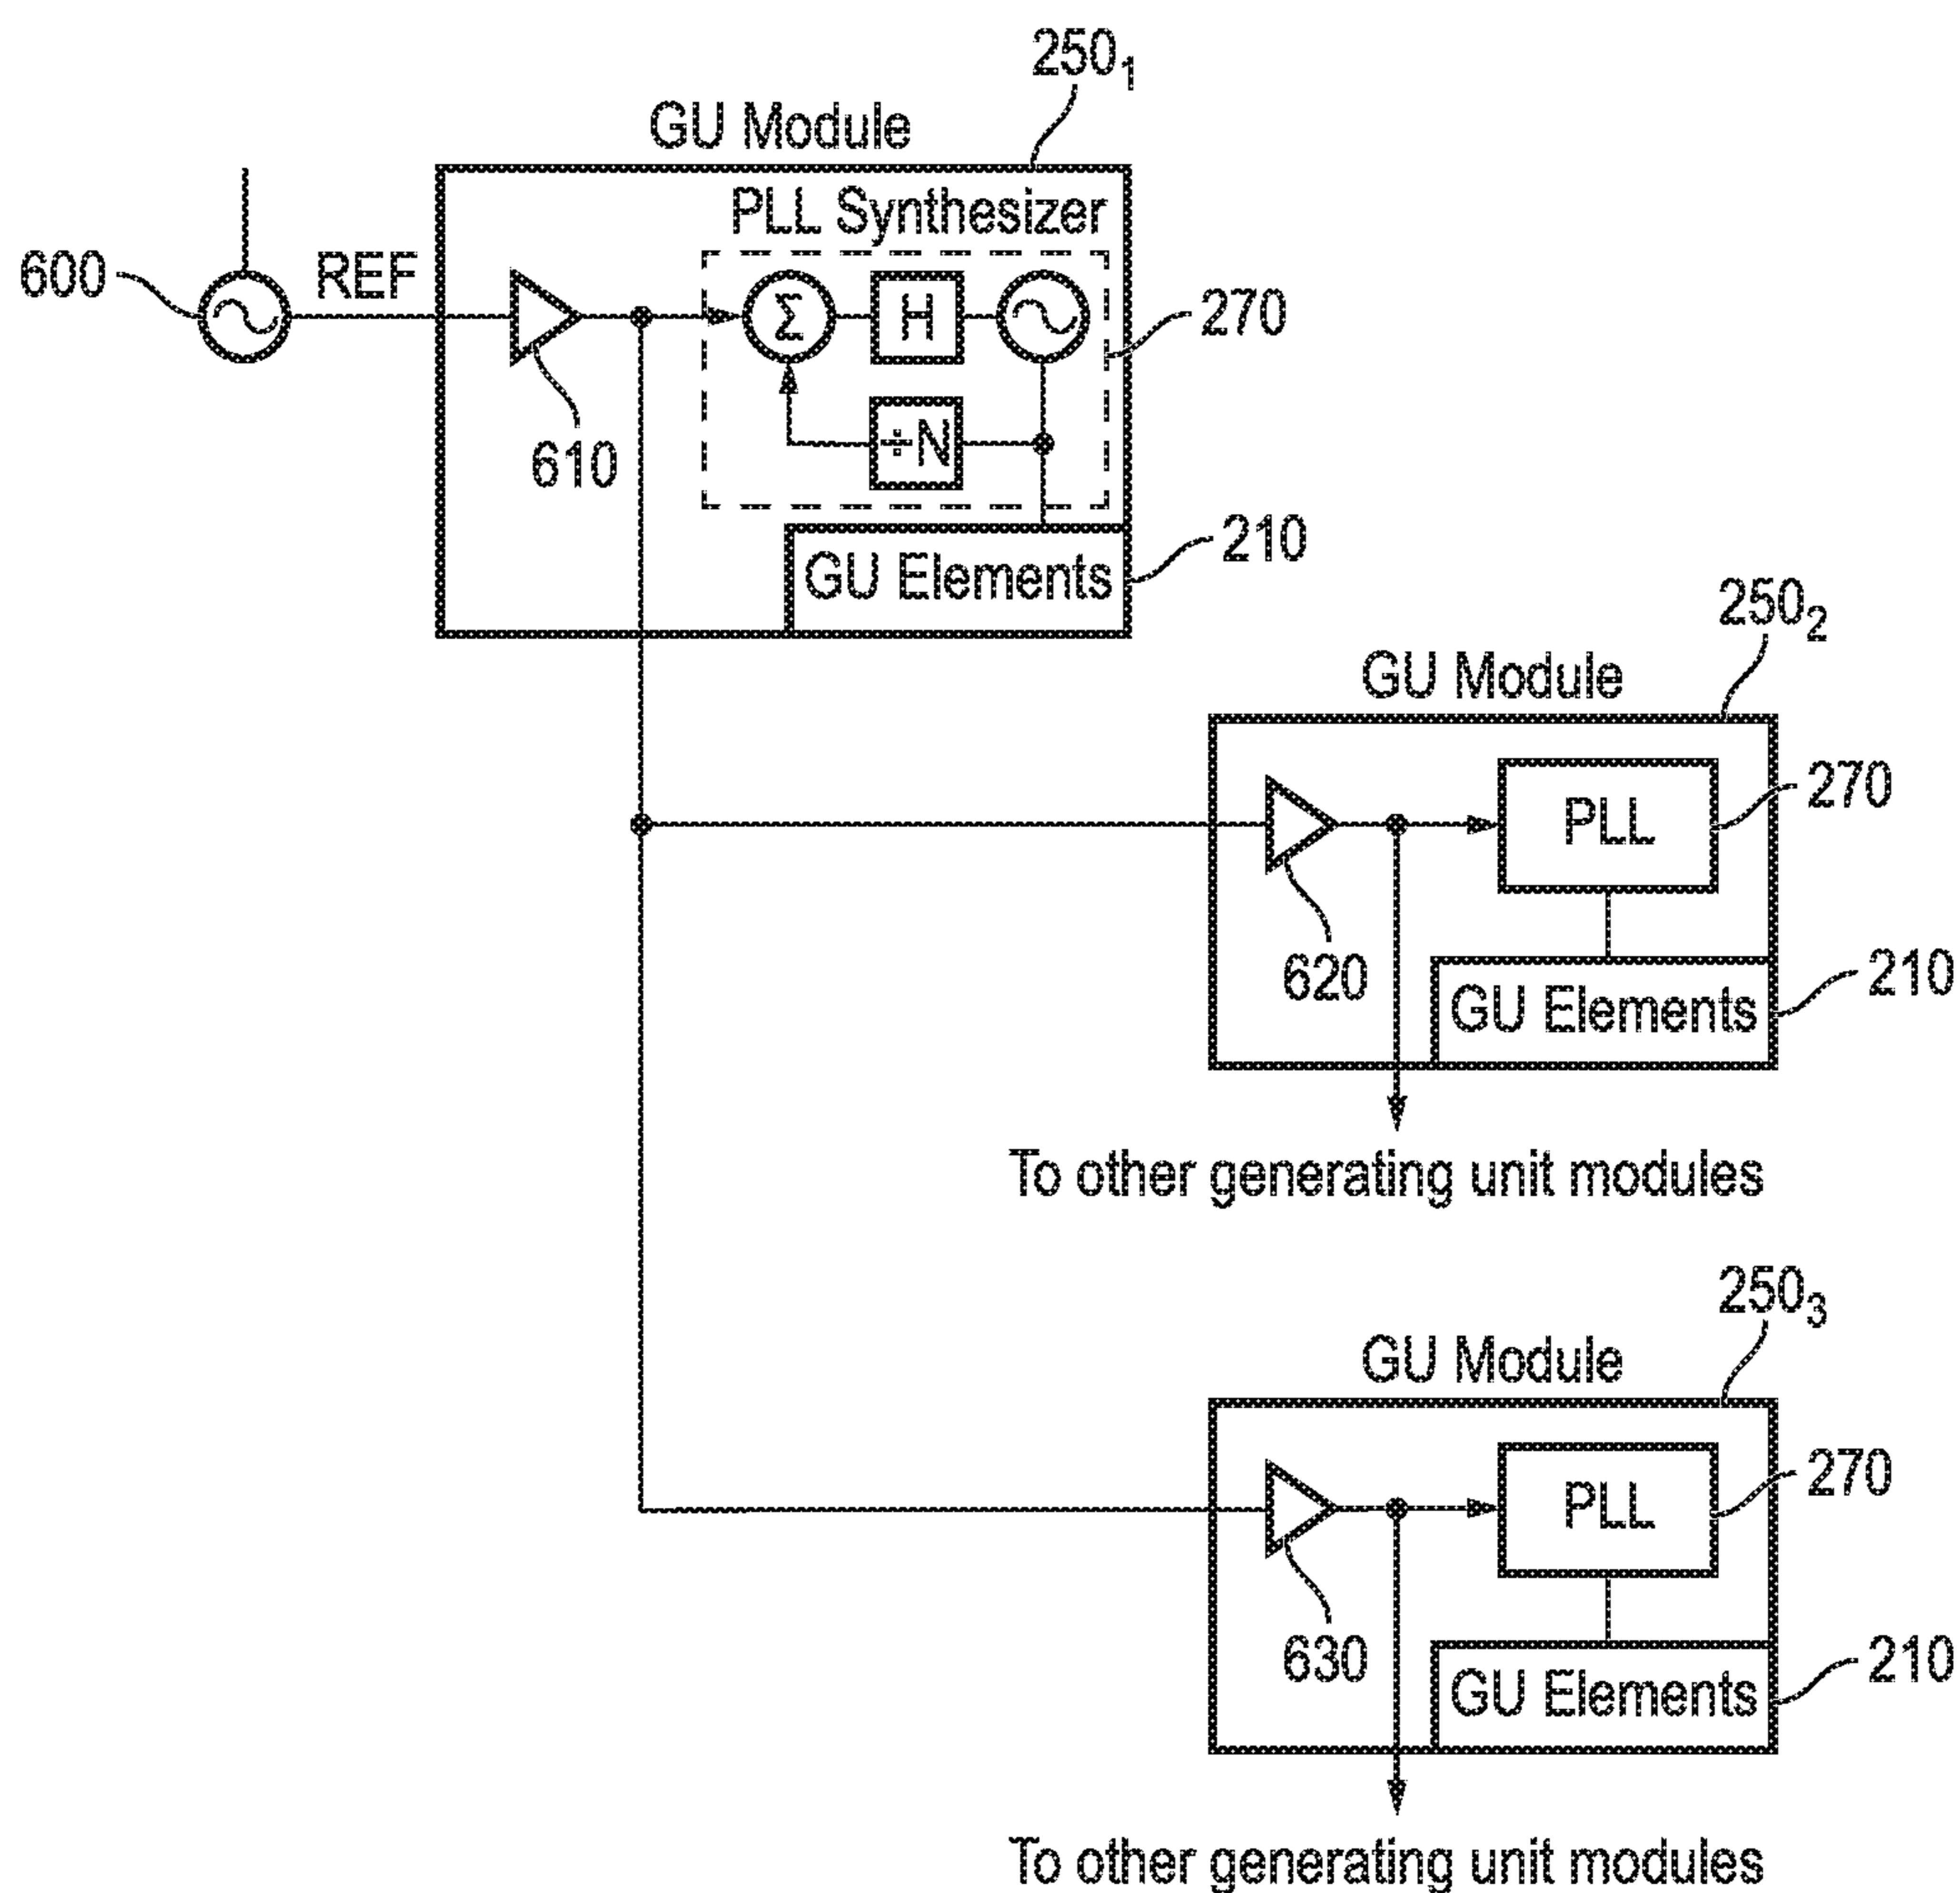 250₁
GU Module
PLL Synthesizer
600
REF
Σ
H
270
÷N
610
210
GU Elements
250₂
GU Module
PLL
270
620
GU Elements
210
To other generating unit modules
250₃
GU Module
PLL
270
630
GU Elements
210
To other generating unit modules